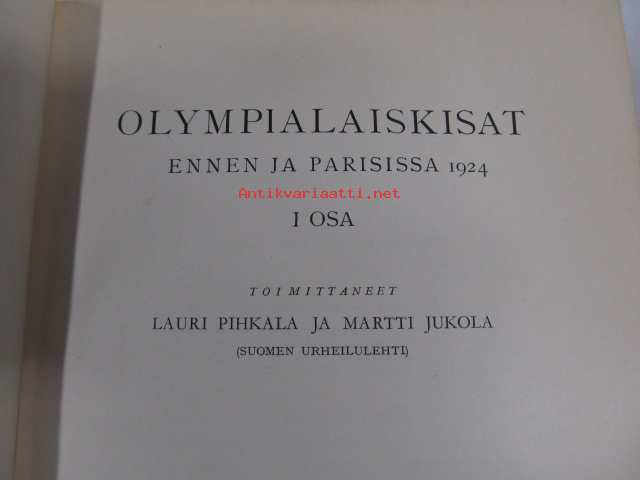 OLYMPIALAISKISAT
ENNEN JA PARISISSA 1924
Antikvariaatti.net
I OSA
TOIMITTANEET
LAURI PIHKALA JA MARTTI JUKOLA
(SUOMEN URHEILULEHTI)